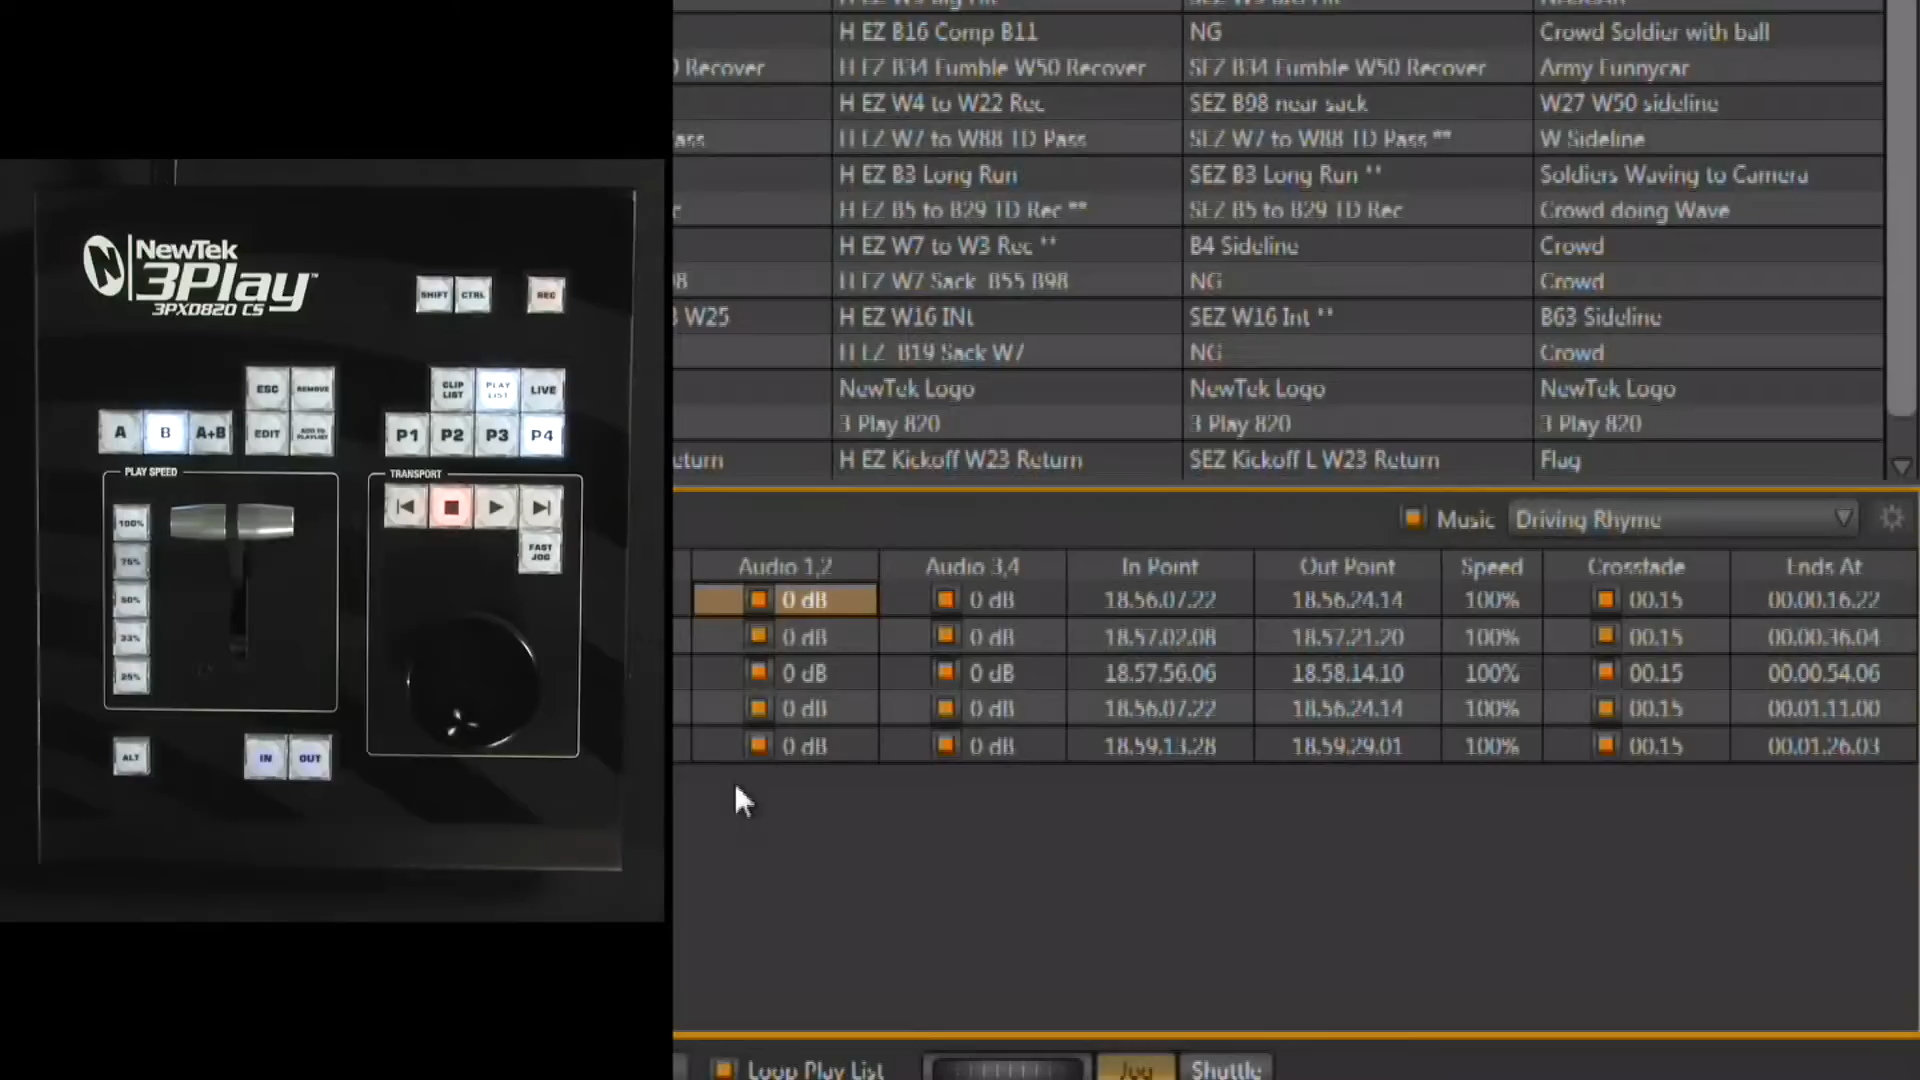 NewTek
3Play™
3PXD820 CS
SHIFT CTRL REC
ESC REMOVE CLIP LIST PLAY LIST LIVE
A B A+B EDIT ADD TO PLAYLIST P1 P2 P3 P4
PLAY SPEED TRANSPORT
100%
75%
50%
33%
25%
FAST JOG
ALT IN OUT
H EZ B16 Comp B11 NG Crowd Soldier with ball
Recover H EZ B34 Fumble W50 Recover SEZ B34 Fumble W50 Recover Army Funnycar
H EZ W4 to W22 Rec SEZ B98 near sack W27 W50 sideline
ass H EZ W7 to W88 TD Pass SEZ W7 to W88 TD Pass ** W Sideline
H EZ B3 Long Run SEZ B3 Long Run ** Soldiers Waving to Camera
c H EZ B5 to B29 TD Rec ** SEZ B5 to B29 TD Rec Crowd doing Wave
H EZ W7 to W3 Rec ** B4 Sideline Crowd
H EZ W7 Sack B55 B98 NG Crowd
W25 H EZ W16 INt SEZ W16 Int ** B63 Sideline
H EZ B19 Sack W7 NG Crowd
NewTek Logo NewTek Logo NewTek Logo
3 Play 820 3 Play 820 3 Play 820
eturn H EZ Kickoff W23 Return SEZ Kickoff L W23 Return Flag
Music Driving Rhyme
Audio 1,2 Audio 3,4 In Point Out Point Speed Crossfade Ends At
0 dB 0 dB 18.56.07.22 18.56.24.14 100% 00.15 00.00.16.22
0 dB 0 dB 18.57.02.08 18.57.21.20 100% 00.15 00.00.36.04
0 dB 0 dB 18.57.56.06 18.58.14.10 100% 00.15 00.00.54.06
0 dB 0 dB 18.56.07.22 18.56.24.14 100% 00.15 00.01.11.00
0 dB 0 dB 18.59.13.28 18.59.29.01 100% 00.15 00.01.26.03
Loop Play List Jog Shuttle